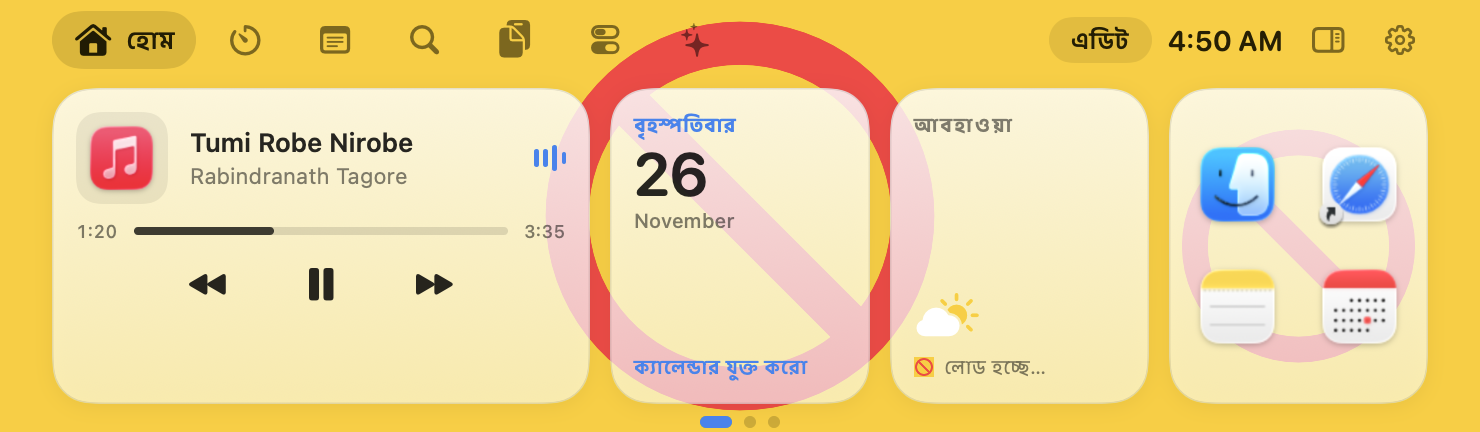 হোম
এডিট
4:50 AM
Tumi Robe Nirobe
Rabindranath Tagore
1:20
3:35
বৃহস্পতিবার
26
November
ক্যালেন্ডার যুক্ত করো
আবহাওয়া
লোড হচ্ছে...